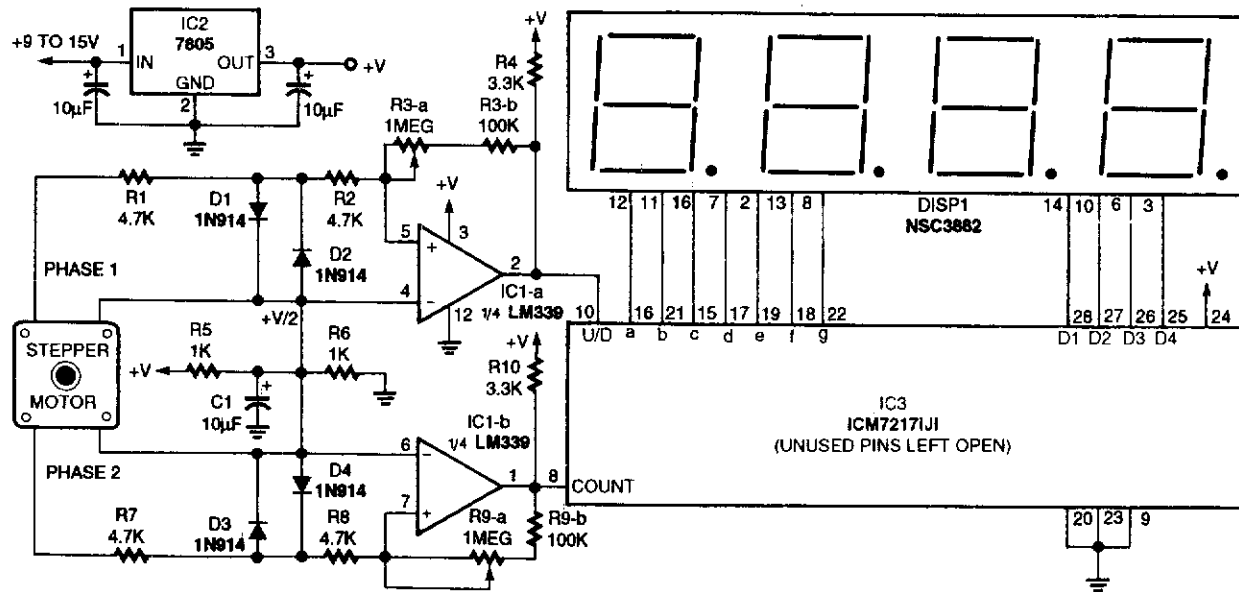 IC2
7805
+9 TO 15V
1
IN
OUT
3
+V
GND
2
+
10µF
+
10µF
+V
R4
3.3K
R3-a
1MEG
R3-b
100K
R1
4.7K
D1
1N914
R2
4.7K
+V
5
+
3
D2
1N914
4
−
12
2
IC1-a
1/4 LM339
PHASE 1
+V/2
STEPPER
MOTOR
R5
1K
R6
1K
+V
C1
10µF
+
+V
R10
3.3K
IC1-b
1/4 LM339
6
−
7
+
1
PHASE 2
D4
1N914
R7
4.7K
D3
1N914
R8
4.7K
R9-a
1MEG
R9-b
100K
12 11 16 7 2 13 8
DISP1
NSC3882
14 10 6 3
+V
10 16 21 15 17 19 18 22
28 27 26 25 24
U/D a b c d e f g
D1 D2 D3 D4
IC3
ICM7217IJI
(UNUSED PINS LEFT OPEN)
8
COUNT
20 23 9